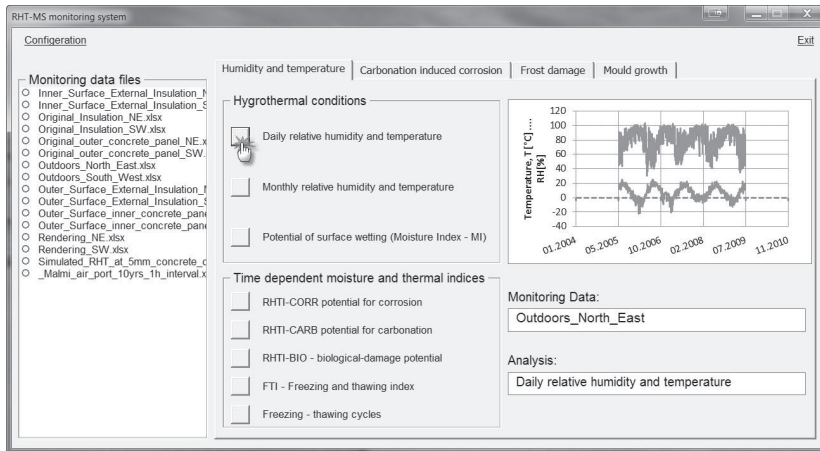 RHT-MS monitoring system
Configeration
Exit
Monitoring data files
Inner_Surface_External_Insulation_N
Inner_Surface_External_Insulation_S
Original_Insulation_NE.xlsx
Original_Insulation_SW.xlsx
Original_outer_concrete_panel_NE.x
Original_outer_concrete_panel_SW.
Outdoors_North_East.xlsx
Outdoors_South_West.xlsx
Outer_Surface_External_Insulation_N
Outer_Surface_External_Insulation_S
Outer_Surface_inner_concrete_pane
Outer_Surface_inner_concrete_pane
Rendering_NE.xlsx
Rendering_SW.xlsx
Simulated_RHT_at_5mm_concrete_c
_Malmi_air_port_10yrs_1h_interval.x
Humidity and temperature
Carbonation induced corrosion
Frost damage
Mould growth
Hygrothermal conditions
Daily relative humidity and temperature
Monthly relative humidity and temperature
Potential of surface wetting (Moisture Index - MI)
Time dependent moisture and thermal indices
RHTI-CORR potential for corrosion
RHTI-CARB potential for carbonation
RHTI-BIO - biological-damage potential
FTI - Freezing and thawing index
Freezing - thawing cycles
Temperature, T [°C]....
RH[%]
120
100
80
60
40
20
0
-20
-40
01.2004
05.2005
10.2006
02.2008
07.2009
11.2010
Monitoring Data:
Outdoors_North_East
Analysis:
Daily relative humidity and temperature